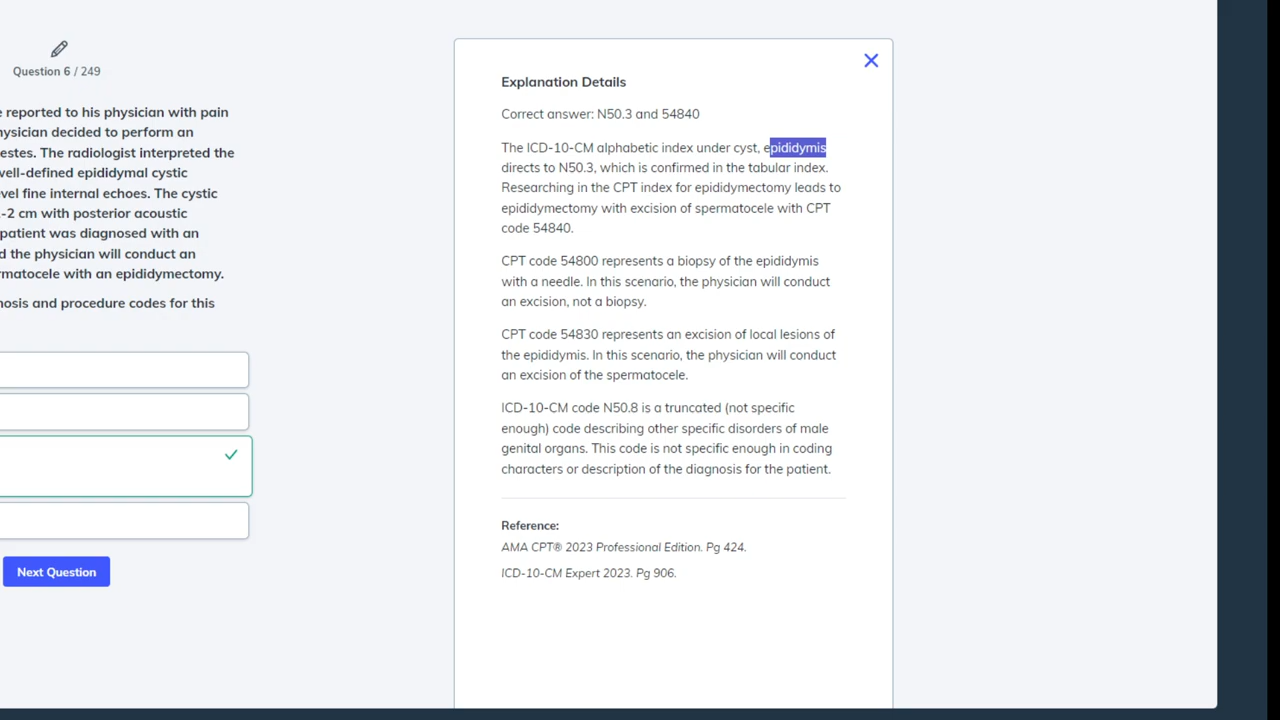 Question 6 / 249
reported to his physician with pain
physician decided to perform an
testes. The radiologist interpreted the
well-defined epididymal cystic
fine internal echoes. The cystic
-2 cm with posterior acoustic
patient was diagnosed with an
the physician will conduct an
with an epididymectomy.
and procedure codes for this
Next Question
Explanation Details
Correct answer: N50.3 and 54840
The ICD-10-CM alphabetic index under cyst, epididymis
directs to N50.3, which is confirmed in the tabular index.
Researching in the CPT index for epididymectomy leads to
epididymectomy with excision of spermatocele with CPT
code 54840.
CPT code 54800 represents a biopsy of the epididymis
with a needle. In this scenario, the physician will conduct
an excision, not a biopsy.
CPT code 54830 represents an excision of local lesions of
the epididymis. In this scenario, the physician will conduct
an excision of the spermatocele.
ICD-10-CM code N50.8 is a truncated (not specific
enough) code describing other specific disorders of male
genital organs. This code is not specific enough in coding
characters or description of the diagnosis for the patient.
Reference:
AMA CPT® 2023 Professional Edition. Pg 424.
ICD-10-CM Expert 2023. Pg 906.